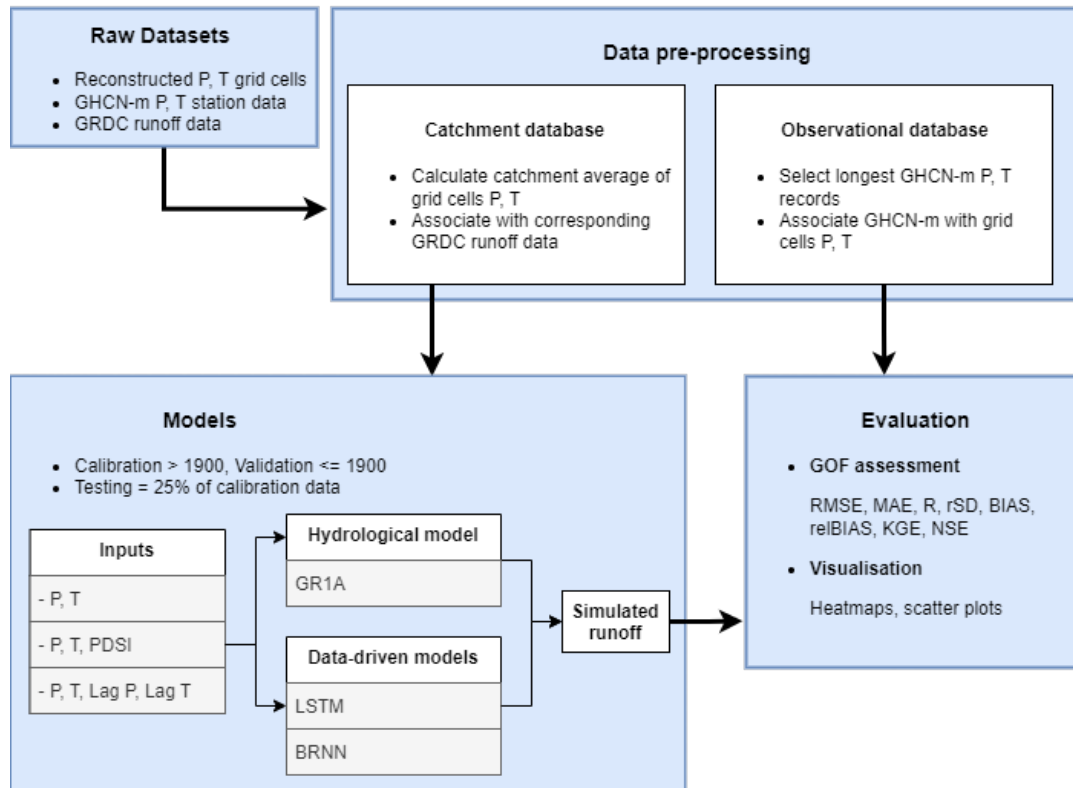 Raw Datasets
• Reconstructed P, T grid cells
• GHCN-m P, T station data
• GRDC runoff data
Data pre-processing
Catchment database
• Calculate catchment average of
grid cells P, T
• Associate with corresponding
GRDC runoff data
Observational database
• Select longest GHCN-m P, T
records
• Associate GHCN-m with grid
cells P, T
Models
• Calibration > 1900, Validation <= 1900
• Testing = 25% of calibration data
Inputs
- P, T
- P, T, PDSI
- P, T, Lag P, Lag T
Hydrological model
GR1A
Data-driven models
LSTM
BRNN
Simulated
runoff
Evaluation
• GOF assessment
RMSE, MAE, R, rSD, BIAS,
relBIAS, KGE, NSE
• Visualisation
Heatmaps, scatter plots